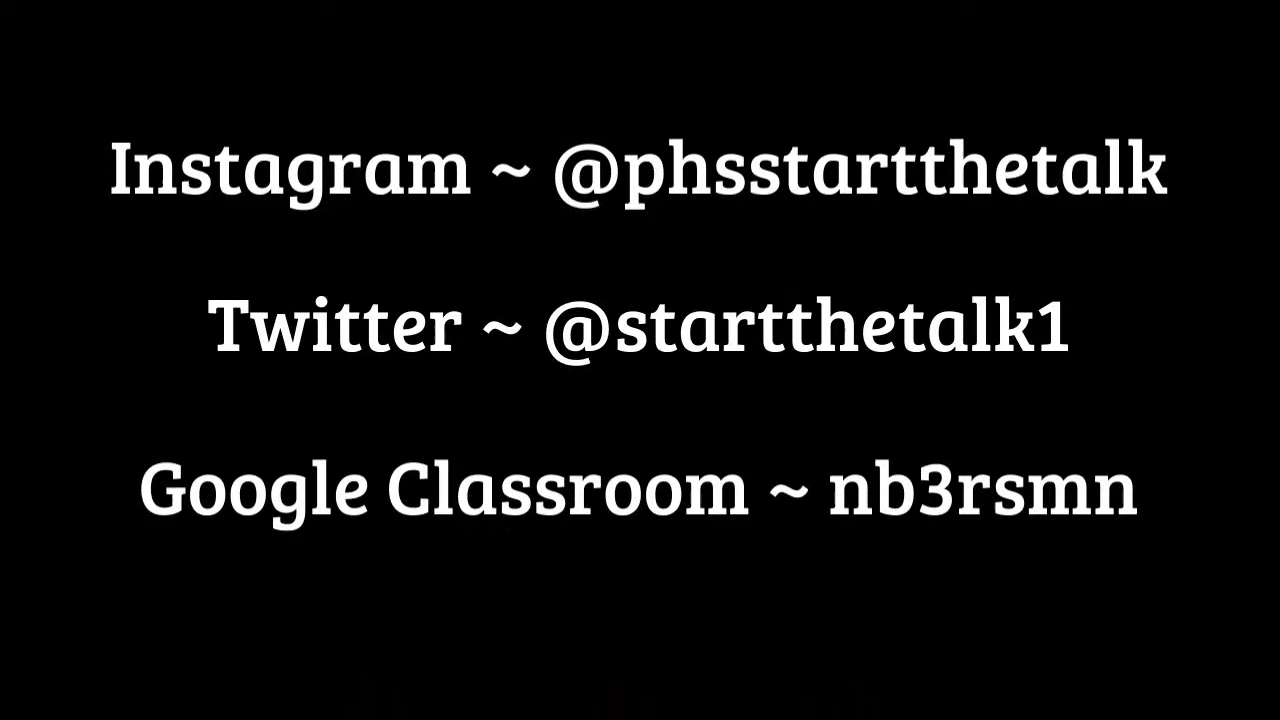 Instagram ~ @phsstartthetalk
Twitter ~ @startthetalk1
Google Classroom ~ nb3rsmn